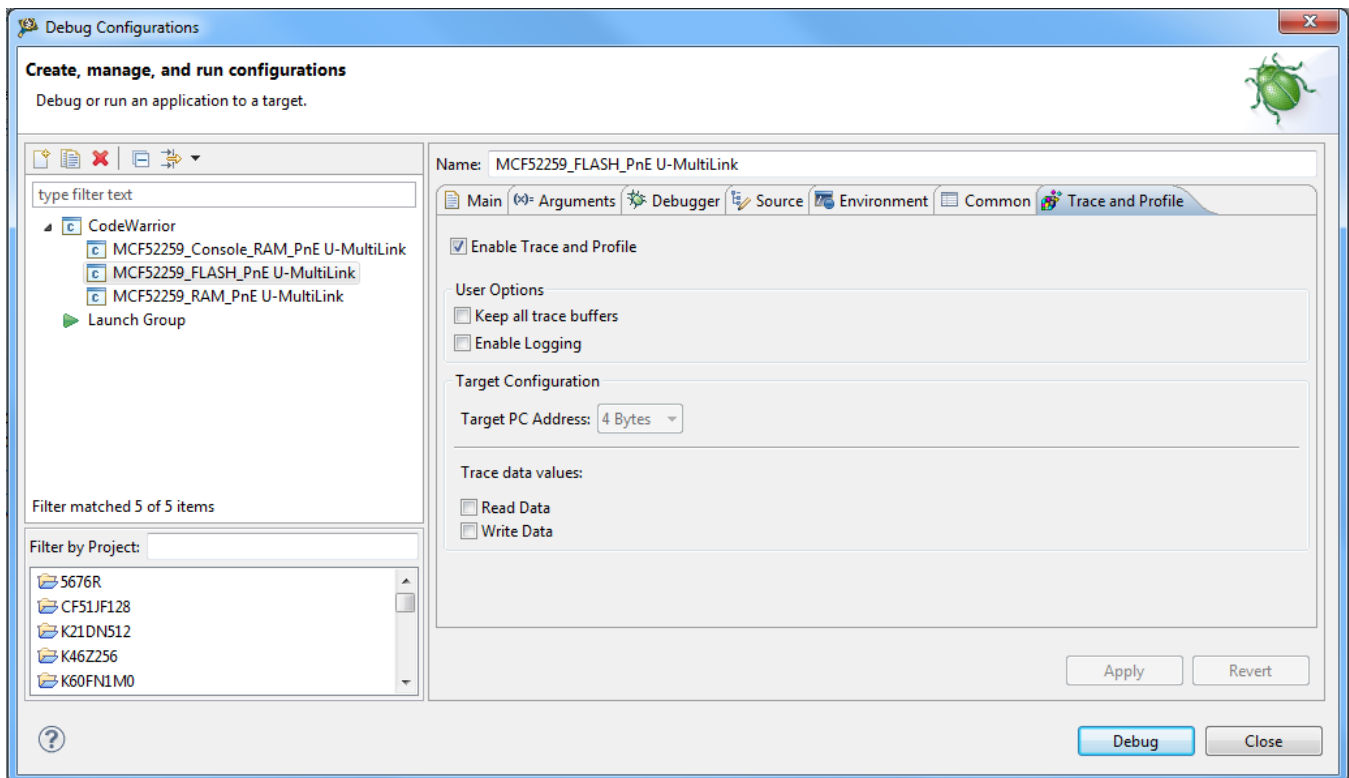 Debug Configurations
Create, manage, and run configurations
Debug or run an application to a target.
type filter text
CodeWarrior
MCF52259_Console_RAM_PnE U-MultiLink
MCF52259_FLASH_PnE U-MultiLink
MCF52259_RAM_PnE U-MultiLink
Launch Group
Filter matched 5 of 5 items
Filter by Project:
5676R
CF51JF128
K21DN512
K46Z256
K60FN1M0
Name: MCF52259_FLASH_PnE U-MultiLink
Main Arguments Debugger Source Environment Common Trace and Profile
Enable Trace and Profile
User Options
Keep all trace buffers
Enable Logging
Target Configuration
Target PC Address: 4 Bytes
Trace data values:
Read Data
Write Data
Apply Revert
Debug Close